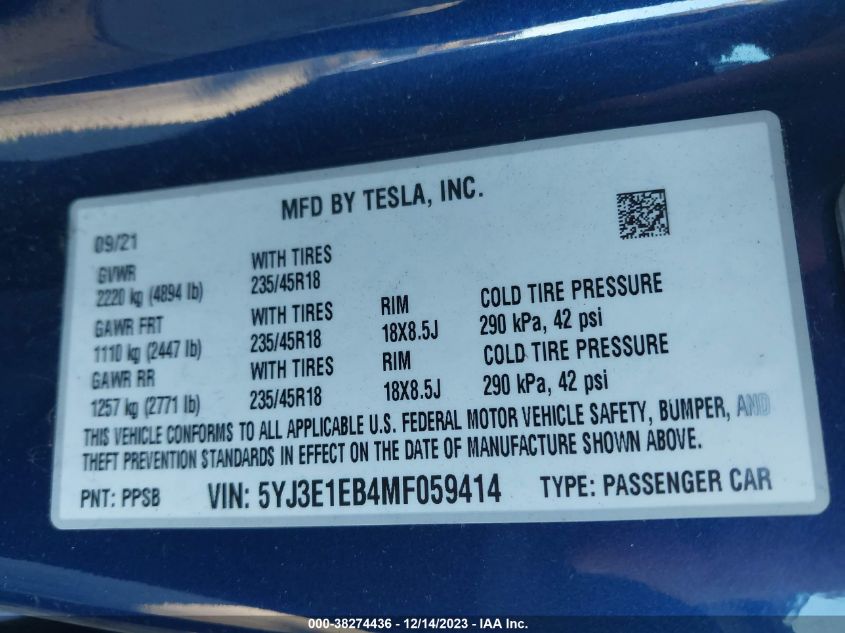 MFD BY TESLA, INC.
09/21
GVWR
2220 kg (4894 lb)
WITH TIRES
235/45R18
GAWR FRT
1110 kg (2447 lb)
WITH TIRES
235/45R18
RIM
18X8.5J
COLD TIRE PRESSURE
290 kPa, 42 psi
GAWR RR
1257 kg (2771 lb)
WITH TIRES
235/45R18
RIM
18X8.5J
COLD TIRE PRESSURE
290 kPa, 42 psi
THIS VEHICLE CONFORMS TO ALL APPLICABLE U.S. FEDERAL MOTOR VEHICLE SAFETY, BUMPER, AND
THEFT PREVENTION STANDARDS IN EFFECT ON THE DATE OF MANUFACTURE SHOWN ABOVE.
PNT: PPSB VIN: 5YJ3E1EB4MF059414 TYPE: PASSENGER CAR
000-38274436 - 12/14/2023 - IAA Inc.